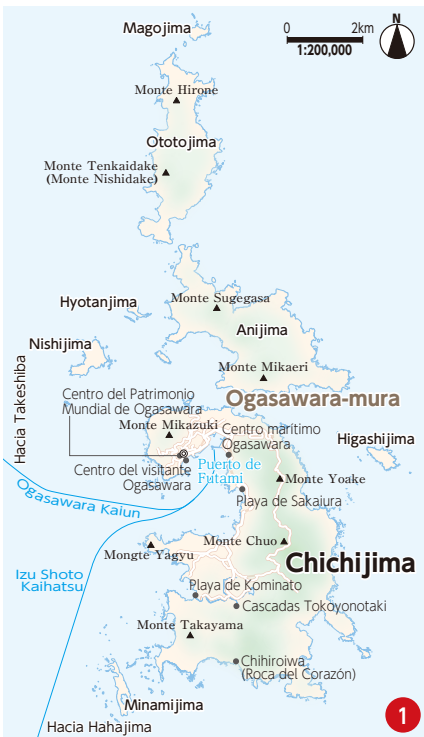 Magojima
0 2km
1:200,000
N
Monte Hirone
Ototojima
Monte Tenkaidake
(Monte Nishidake)
Hyotanjima
Monte Sugegasa
Anijima
Nishijima
Monte Mikaeri
Hacia Takeshiba
Centro del Patrimonio
Mundial de Ogasawara
Ogasawara-mura
Monte Mikazuki
Centro marítimo
Ogasawara
Higashijima
Centro del visitante
Ogasawara
Puerto de
Futami
Monte Yoake
Ogasawara Kaiun
Playa de Sakaiura
Monte Chuo
Mongte Yagyu
Chichijima
Izu Shoto
Kaihatsu
Playa de Kominato
Cascadas Tokoyonotaki
Monte Takayama
Chihiroiwa
(Roca del Corazón)
Minamijima
Hacia Hahajima
1